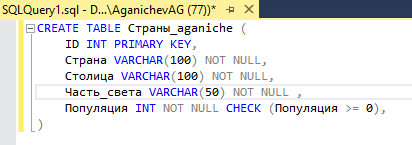 SQLQuery1.sql - D...\AganichevAG (77))*
CREATE TABLE Страны_aganiche (
ID INT PRIMARY KEY,
Страна VARCHAR(100) NOT NULL,
Столица VARCHAR(100) NOT NULL,
Часть_света VARCHAR(50) NOT NULL ,
Популяция INT NOT NULL CHECK (Популяция >= 0),
)